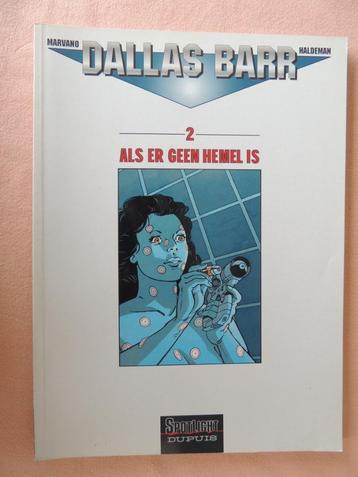 MARVANO
DALLAS BARR
HALDEMAN
2
ALS ER GEEN HEMEL IS
SPOTLIGHT
DUPUIS